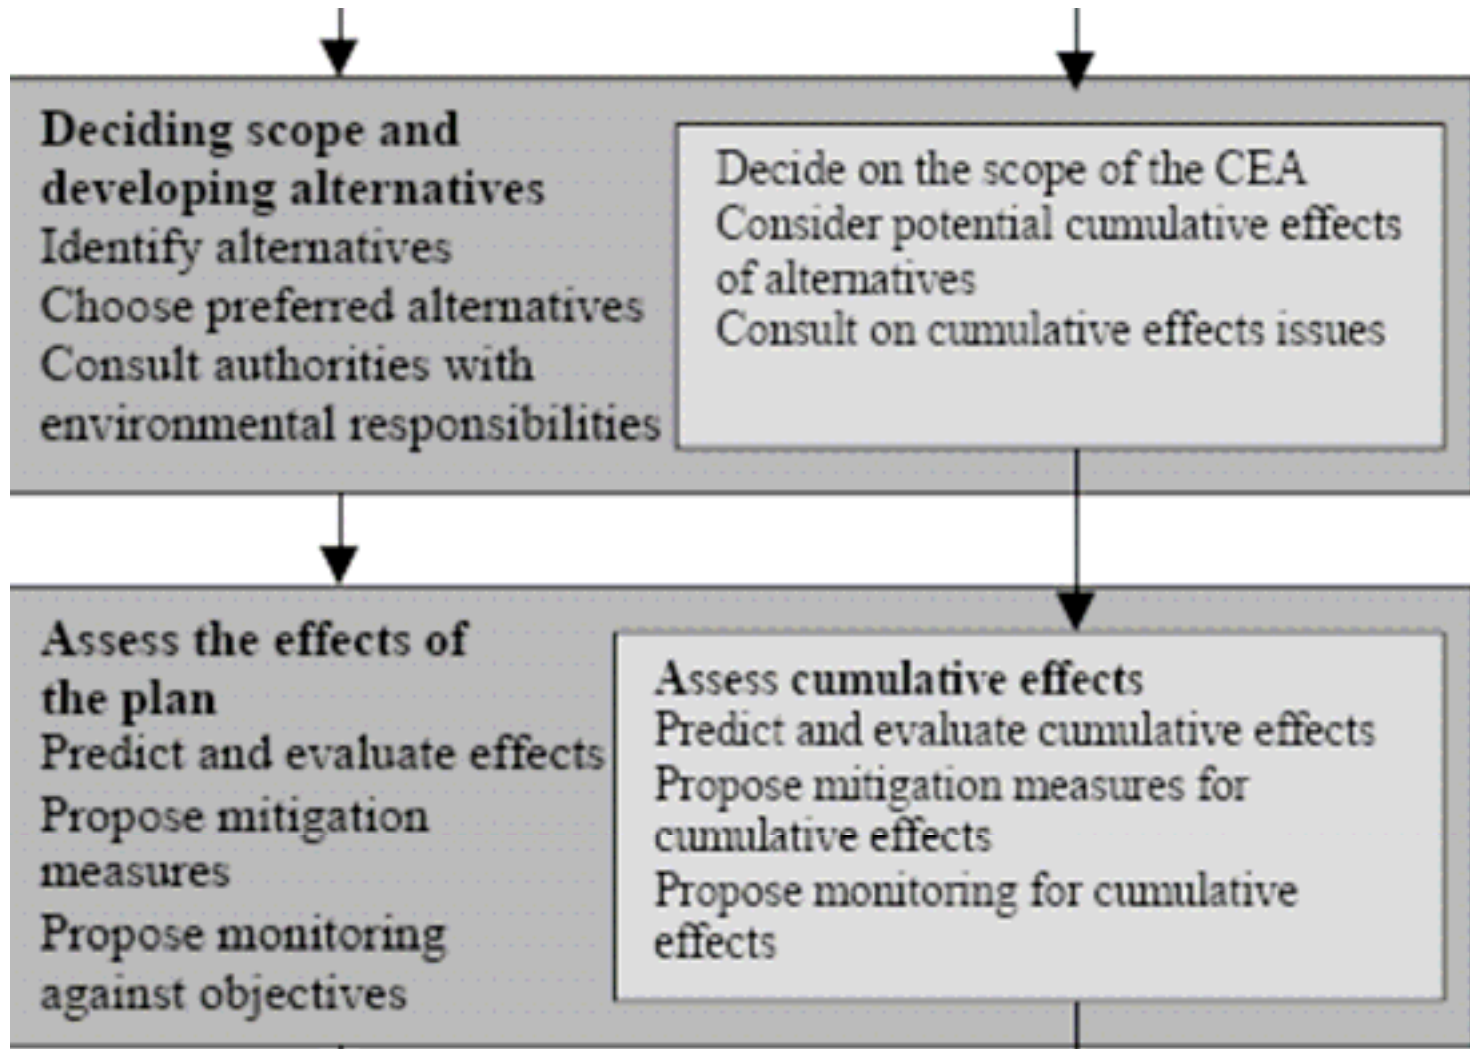 Deciding scope and
developing alternatives
Identify alternatives
Choose preferred alternatives
Consult authorities with
environmental responsibilities
Decide on the scope of the CEA
Consider potential cumulative effects
of alternatives
Consult on cumulative effects issues
Assess the effects of
the plan
Predict and evaluate effects
Propose mitigation
measures
Propose monitoring
against objectives
Assess cumulative effects
Predict and evaluate cumulative effects
Propose mitigation measures for
cumulative effects
Propose monitoring for cumulative
effects